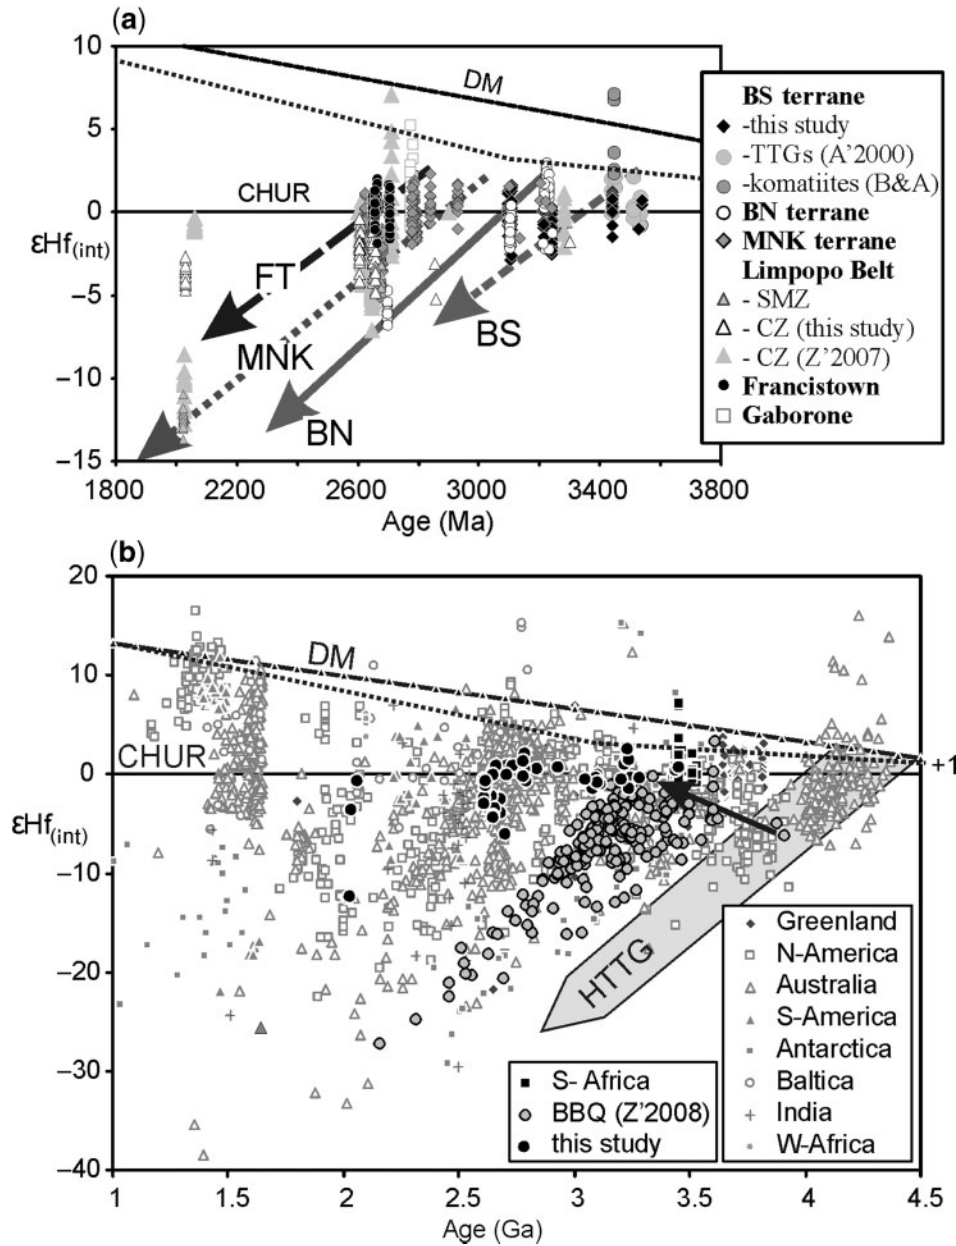 (a)
10
5
0
−5
−10
−15
εHf(int)
DM
CHUR
FT
MNK
BN
BS
1800 2200 2600 3000 3400 3800
Age (Ma)
BS terrane
-this study
-TTGs (A'2000)
-komatiites (B&A)
BN terrane
MNK terrane
Limpopo Belt
- SMZ
- CZ (this study)
- CZ (Z'2007)
Francistown
Gaborone
(b)
20
10
0
−10
−20
−30
−40
εHf(int)
DM
CHUR
+1
HTTG
S- Africa
BBQ (Z'2008)
this study
Greenland
N-America
Australia
S-America
Antarctica
Baltica
India
W-Africa
1 1.5 2 2.5 3 3.5 4 4.5
Age (Ga)